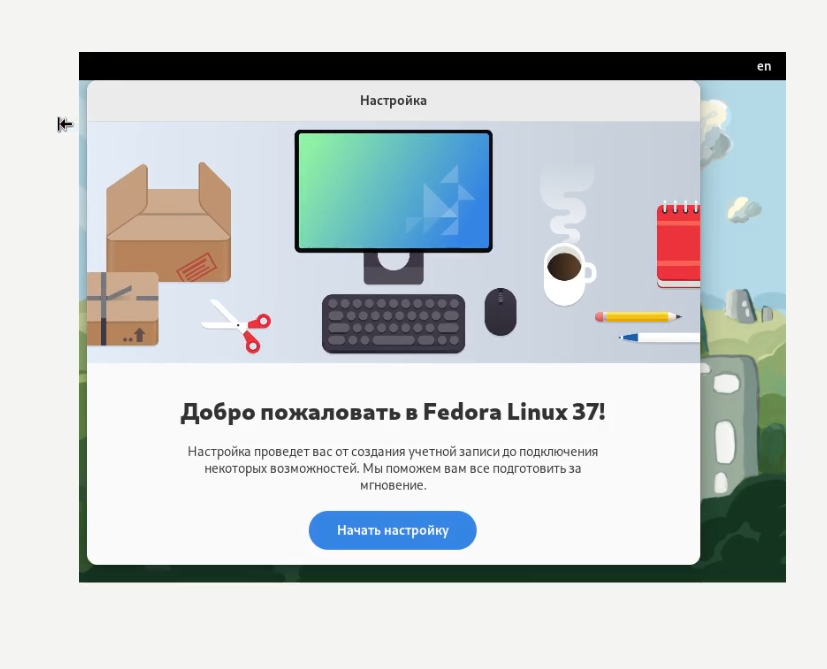 en
Настройка
Добро пожаловать в Fedora Linux 37!
Настройка проведет вас от создания учетной записи до подключения
некоторых возможностей. Мы поможем вам все подготовить за
мгновение.
Начать настройку